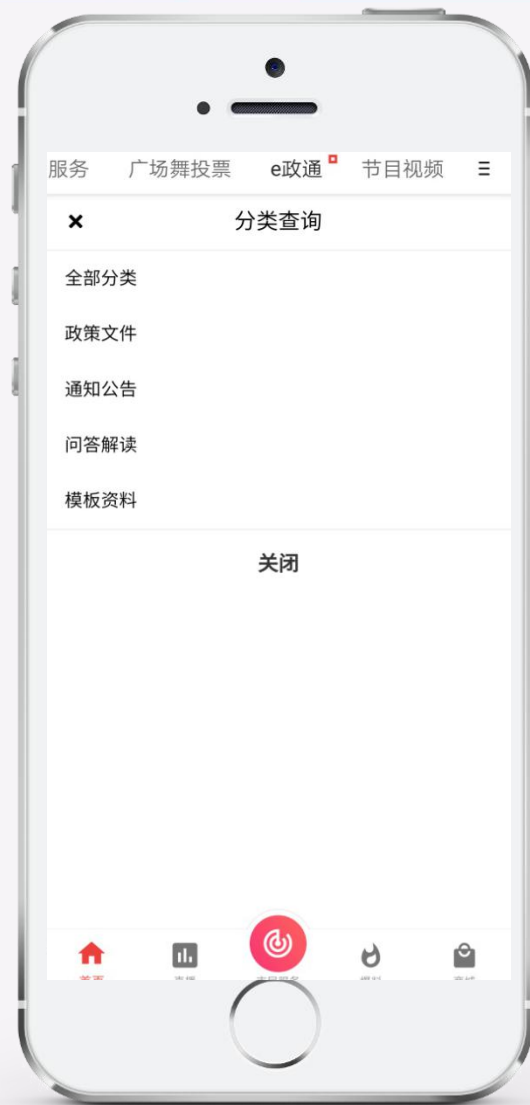 服务 广场舞投票 e政通 节目视频
分类查询
全部分类
政策文件
通知公告
问答解读
模板资料
关闭